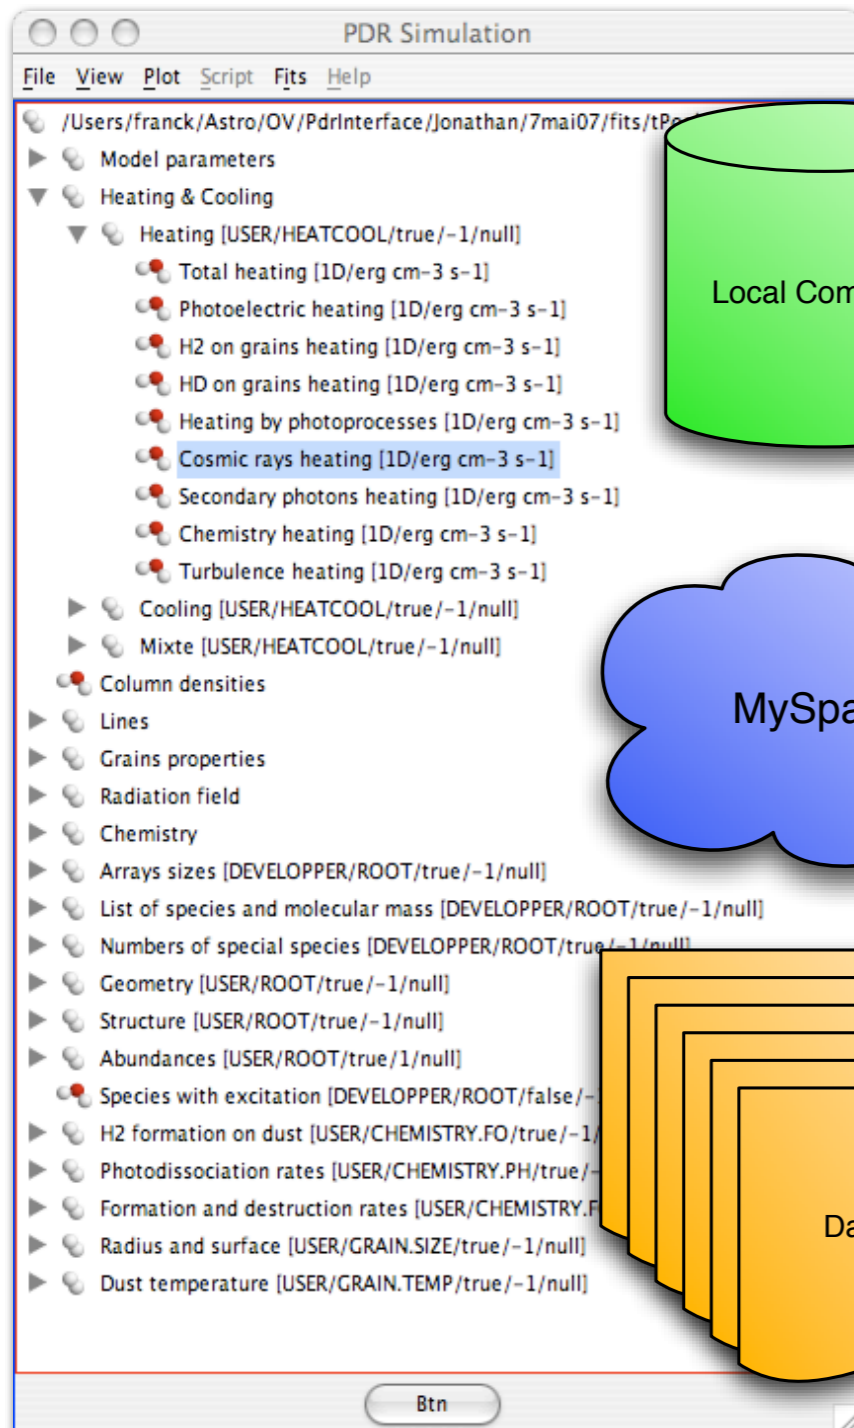 PDR Simulation
File View Plot Script Fits Help
/Users/franck/Astro/OV/PdrInterface/Jonathan/7mai07/fits/
Model parameters
Heating & Cooling
Heating [USER/HEATCOOL/true/-1/null]
Total heating [1D/erg cm-3 s-1]
Photoelectric heating [1D/erg cm-3 s-1]
H2 on grains heating [1D/erg cm-3 s-1]
HD on grains heating [1D/erg cm-3 s-1]
Heating by photoprocesses [1D/erg cm-3 s-1]
Cosmic rays heating [1D/erg cm-3 s-1]
Secondary photons heating [1D/erg cm-3 s-1]
Chemistry heating [1D/erg cm-3 s-1]
Turbulence heating [1D/erg cm-3 s-1]
Cooling [USER/HEATCOOL/true/-1/null]
Mixte [USER/HEATCOOL/true/-1/null]
Column densities
Lines
Grains properties
Radiation field
Chemistry
Arrays sizes [DEVELOPPER/ROOT/true/-1/null]
List of species and molecular mass [DEVELOPPER/ROOT/true/-1/null]
Numbers of special species [DEVELOPPER/ROOT/true/-1/null]
Geometry [USER/ROOT/true/-1/null]
Structure [USER/ROOT/true/-1/null]
Abundances [USER/ROOT/true/1/null]
Species with excitation [DEVELOPPER/ROOT/false/-
H2 formation on dust [USER/CHEMISTRY.FO/true/-1/
Photodissociation rates [USER/CHEMISTRY.PH/true/-
Formation and destruction rates [USER/CHEMISTRY.F
Radius and surface [USER/GRAIN.SIZE/true/-1/null]
Dust temperature [USER/GRAIN.TEMP/true/-1/null]
Btn
Local Com
MySpa
Da